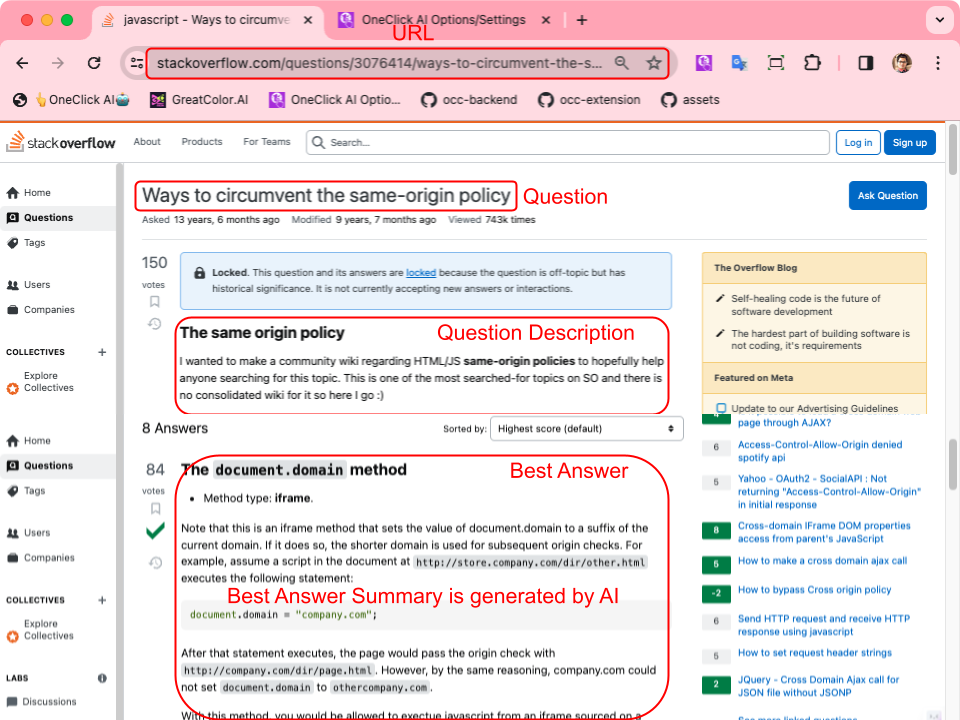 javascript - Ways to circumve
OneClick AI Options/Settings
URL
stackoverflow.com/questions/3076414/ways-to-circumvent-the-s...
👆OneClick AI🤖
GreatColor.AI
OneClick AI Optio...
occ-backend
occ-extension
assets
stackoverflow
About
Products
For Teams
Search...
Log in
Sign up
Home
Questions
Tags
Users
Companies
COLLECTIVES +
Explore
Collectives
Ways to circumvent the same-origin policy
Question
Ask Question
Asked 13 years, 6 months ago Modified 9 years, 7 months ago Viewed 743k times
150
votes
Locked. This question and its answers are locked because the question is off-topic but has
historical significance. It is not currently accepting new answers or interactions.
The same origin policy
Question Description
I wanted to make a community wiki regarding HTML/JS same-origin policies to hopefully help
anyone searching for this topic. This is one of the most searched-for topics on SO and there is
no consolidated wiki for it so here I go :)
The Overflow Blog
Self-healing code is the future of
software development
The hardest part of building software is
not coding, it's requirements
Featured on Meta
Update to our Advertising Guidelines
Home
Questions
Tags
Users
Companies
COLLECTIVES +
Explore
Collectives
LABS
Discussions
8 Answers
Sorted by:
Highest score (default)
84
votes
The document.domain method
Best Answer
• Method type: iframe.
Note that this is an iframe method that sets the value of document.domain to a suffix of the
current domain. If it does so, the shorter domain is used for subsequent origin checks. For
example, assume a script in the document at http://store.company.com/dir/other.html
executes the following statement:
Best Answer Summary is generated by AI
document.domain = "company.com";
After that statement executes, the page would pass the origin check with
http://company.com/dir/page.html. However, by the same reasoning, company.com could
not set document.domain to othercompany.com.
With this method, you would be allowed to exectue javascript from an iframe sourced on a
4
page through AJAX?
6
Access-Control-Allow-Origin denied
spotify api
5
Yahoo - OAuth2 - SocialAPI : Not
returning "Access-Control-Allow-Origin"
in initial response
8
Cross-domain IFrame DOM properties
access from parent's JavaScript
5
How to make a cross domain ajax call
-2
How to bypass Cross origin policy
6
Send HTTP request and receive HTTP
response using javascript
5
How to set request header strings
2
JQuery - Cross Domain Ajax call for
JSON file without JSONP
See more linked questions